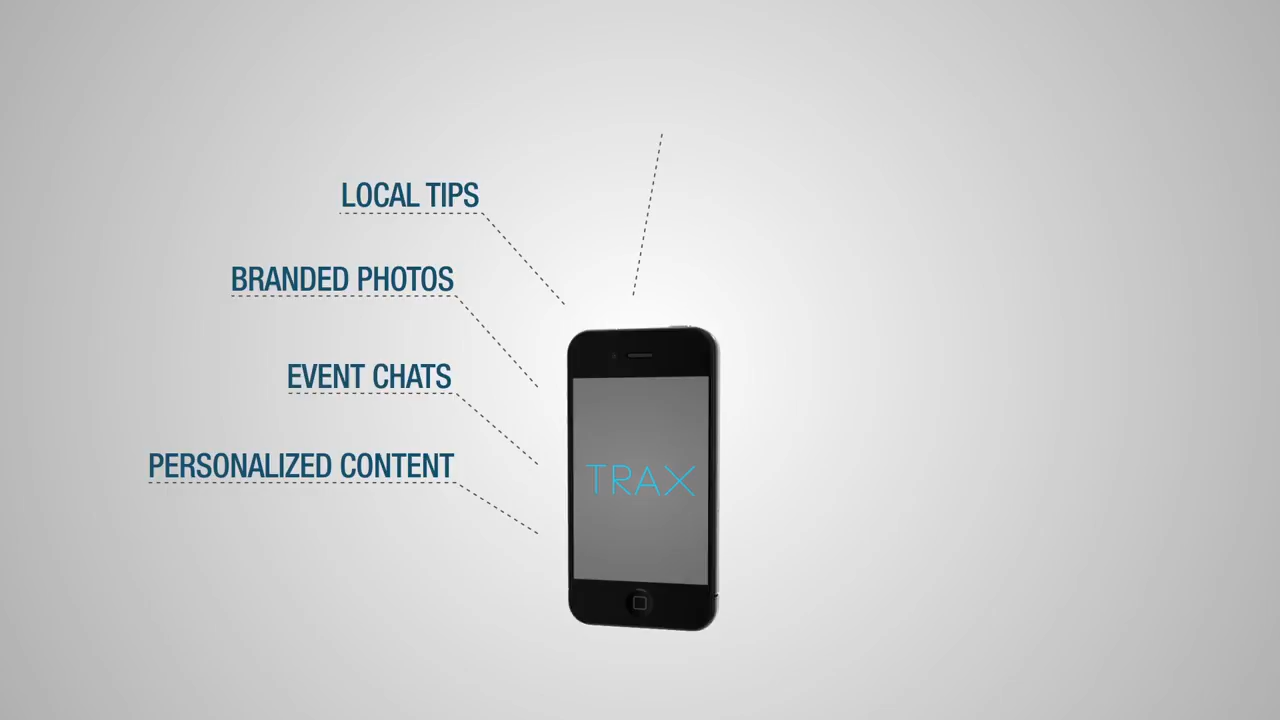 LOCAL TIPS
BRANDED PHOTOS
EVENT CHATS
PERSONALIZED CONTENT
TRAX